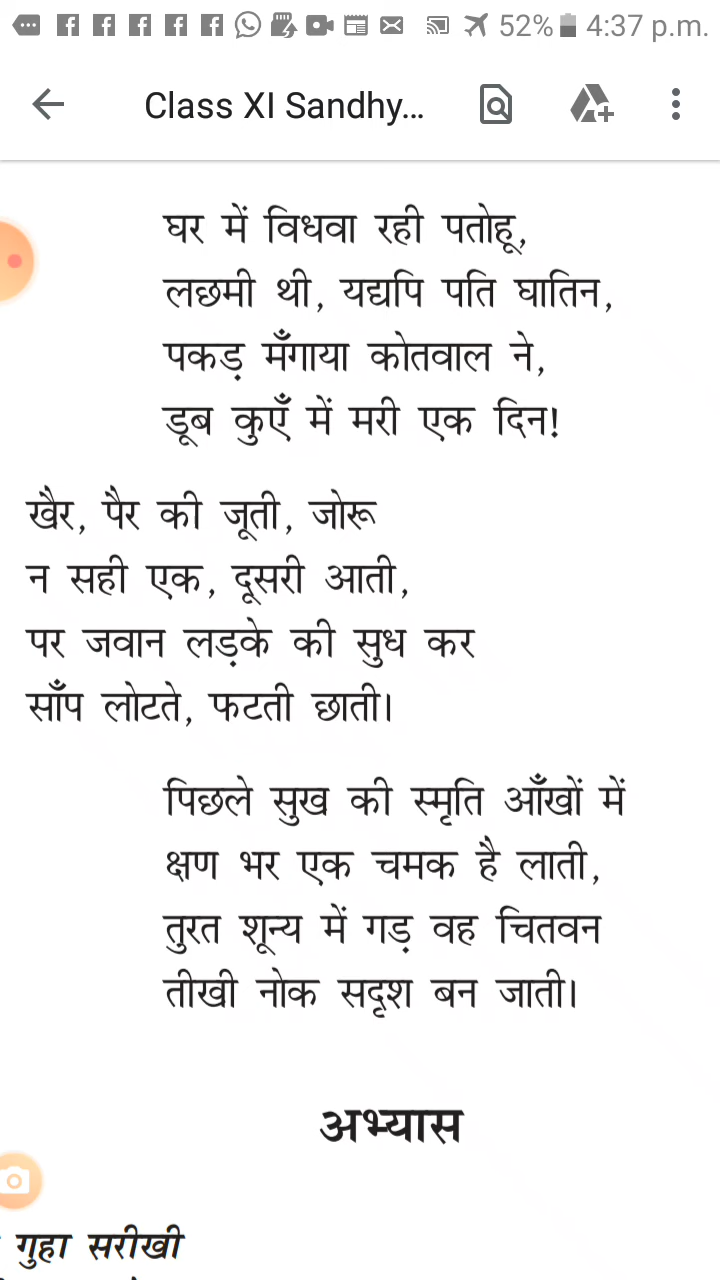 52% 4:37 p.m.
Class XI Sandhy...
घर में विधवा रही पतोहू,
लछमी थी, यद्यपि पति घातिन,
पकड़ मँगाया कोतवाल ने,
डूब कुएँ में मरी एक दिन!
खैर, पैर की जूती, जोरू
न सही एक, दूसरी आती,
पर जवान लड़के की सुध कर
साँप लोटते, फटती छाती।
पिछले सुख की स्मृति आँखों में
क्षण भर एक चमक है लाती,
तुरत शून्य में गड़ वह चितवन
तीखी नोक सदृश बन जाती।
अभ्यास
गुहा सरीखी